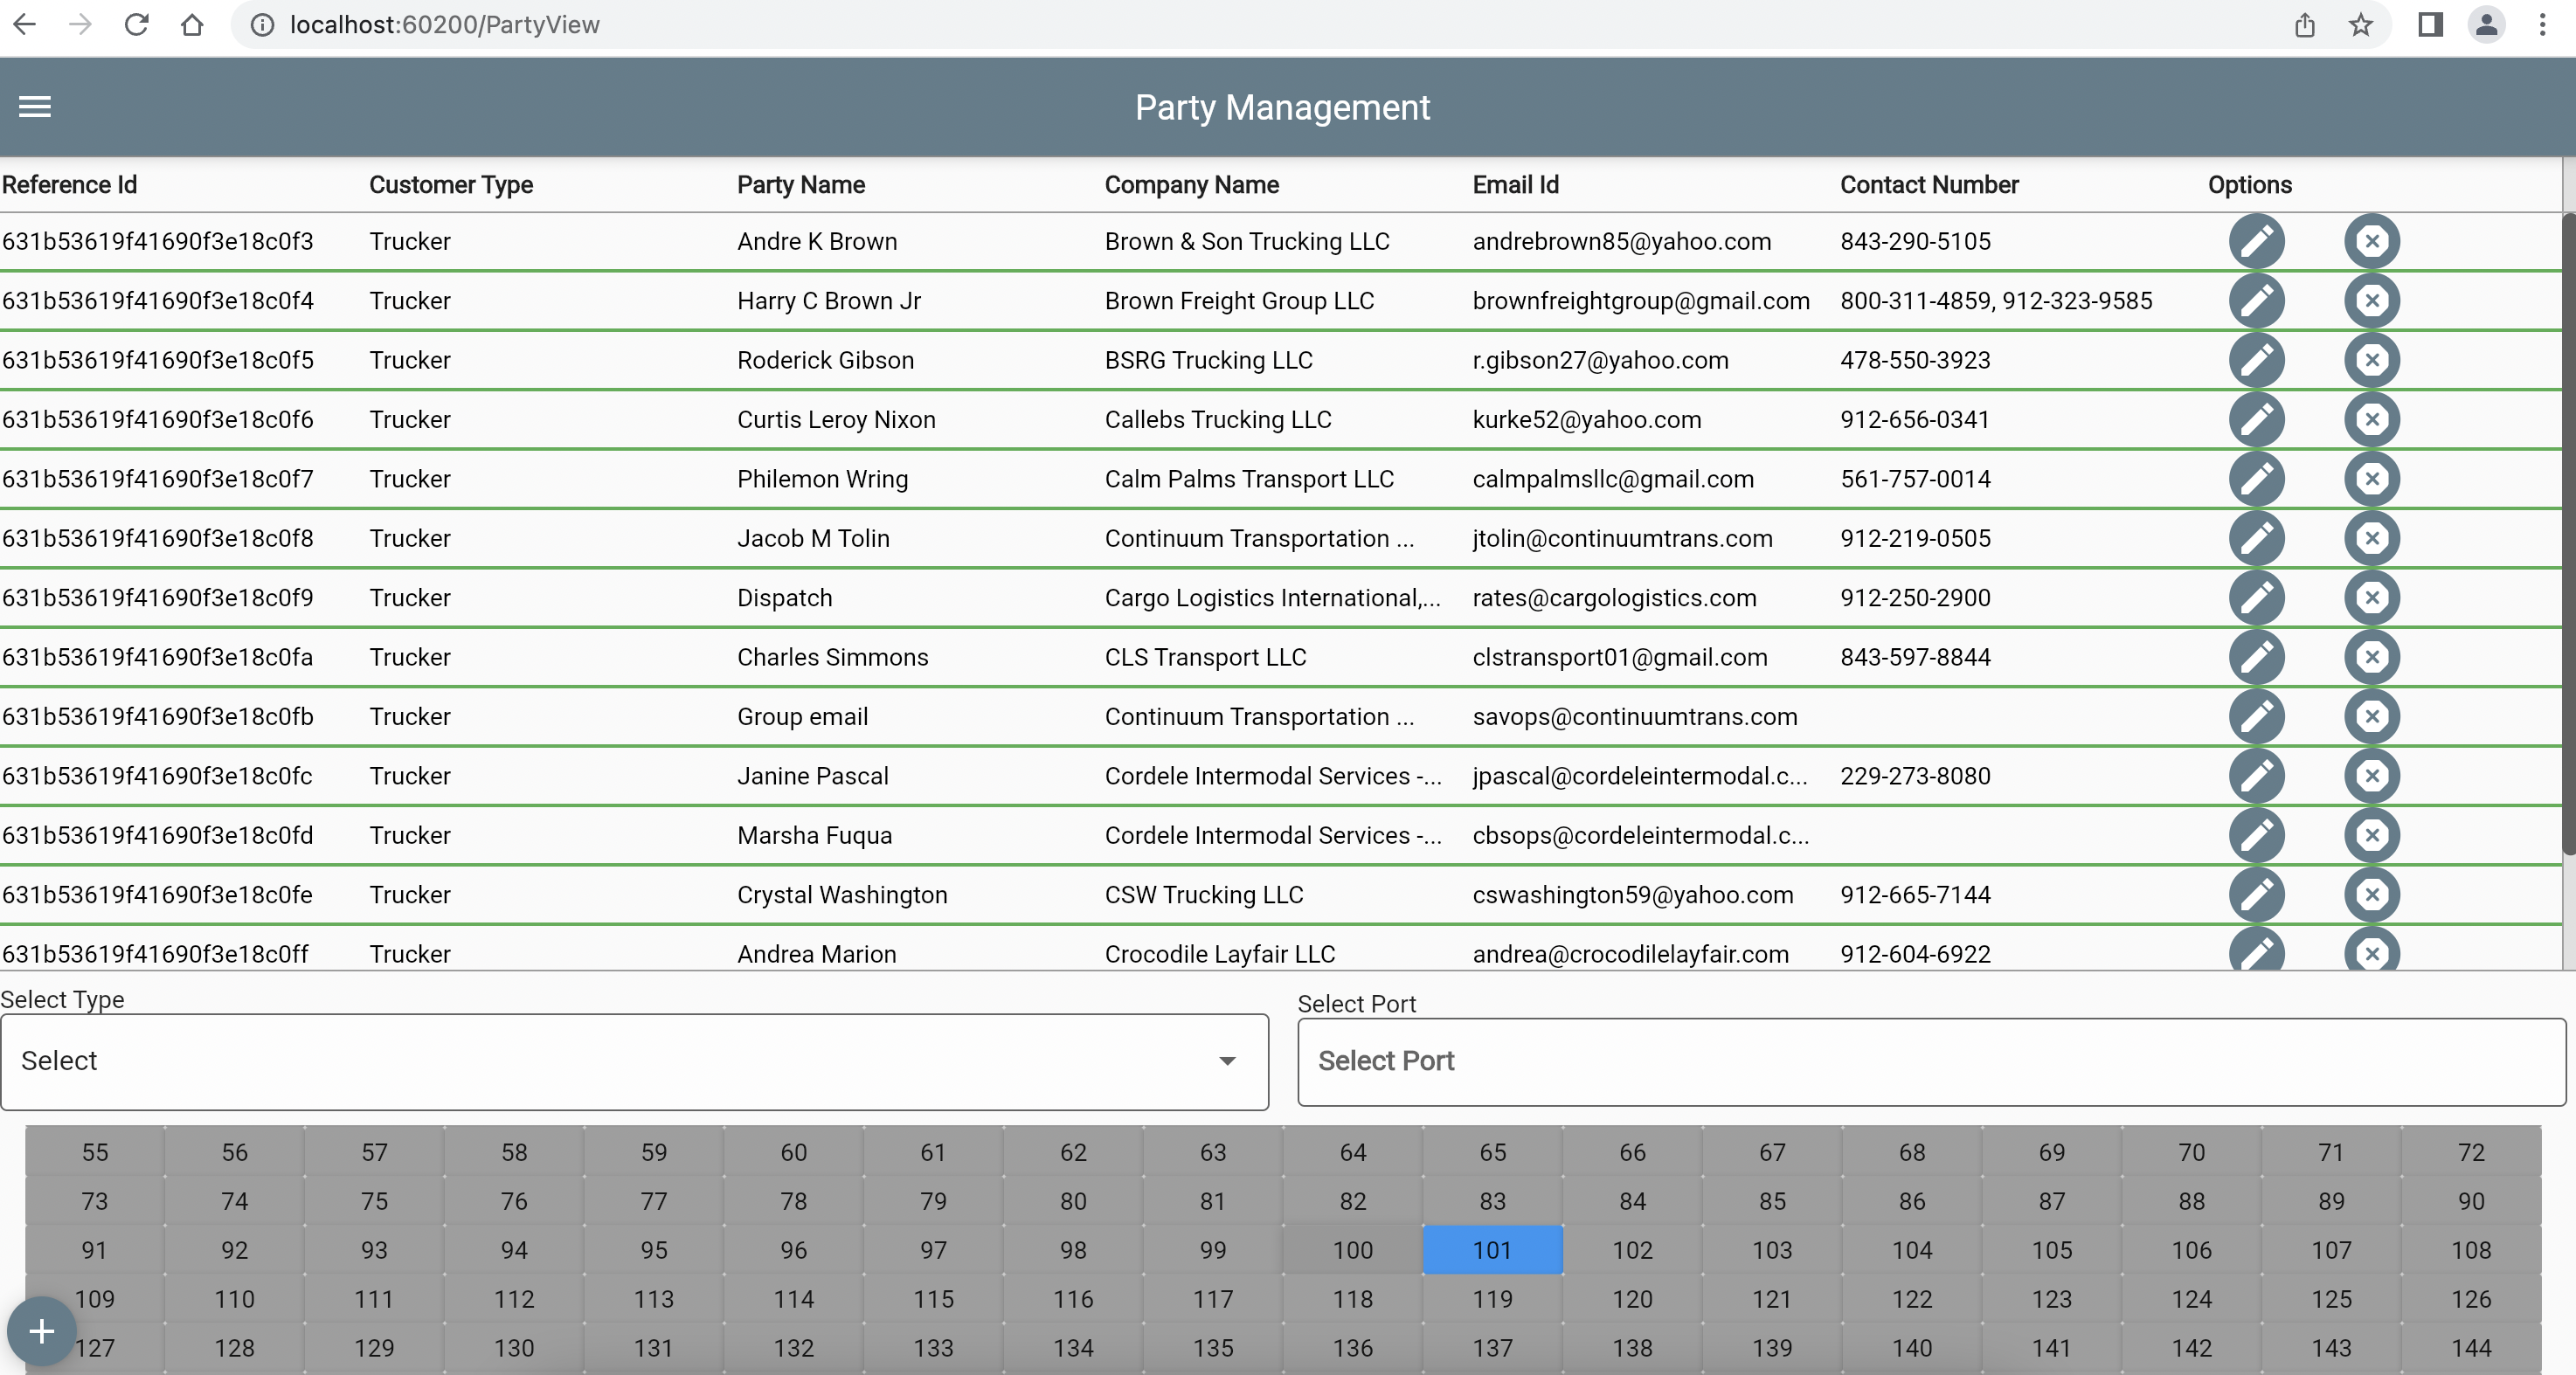 localhost:60200/PartyView
Party Management
Reference Id Customer Type Party Name Company Name Email Id Contact Number Options
631b53619f41690f3e18c0f3 Trucker Andre K Brown Brown & Son Trucking LLC andrebrown85@yahoo.com 843-290-5105
631b53619f41690f3e18c0f4 Trucker Harry C Brown Jr Brown Freight Group LLC brownfreightgroup@gmail.com 800-311-4859, 912-323-9585
631b53619f41690f3e18c0f5 Trucker Roderick Gibson BSRG Trucking LLC r.gibson27@yahoo.com 478-550-3923
631b53619f41690f3e18c0f6 Trucker Curtis Leroy Nixon Callebs Trucking LLC kurke52@yahoo.com 912-656-0341
631b53619f41690f3e18c0f7 Trucker Philemon Wring Calm Palms Transport LLC calmpalmsllc@gmail.com 561-757-0014
631b53619f41690f3e18c0f8 Trucker Jacob M Tolin Continuum Transportation ... jtolin@continuumtrans.com 912-219-0505
631b53619f41690f3e18c0f9 Trucker Dispatch Cargo Logistics International,... rates@cargologistics.com 912-250-2900
631b53619f41690f3e18c0fa Trucker Charles Simmons CLS Transport LLC clstransport01@gmail.com 843-597-8844
631b53619f41690f3e18c0fb Trucker Group email Continuum Transportation ... savops@continuumtrans.com
631b53619f41690f3e18c0fc Trucker Janine Pascal Cordele Intermodal Services -... jpascal@cordeleintermodal.c... 229-273-8080
631b53619f41690f3e18c0fd Trucker Marsha Fuqua Cordele Intermodal Services -... cbsops@cordeleintermodal.c...
631b53619f41690f3e18c0fe Trucker Crystal Washington CSW Trucking LLC cswashington59@yahoo.com 912-665-7144
631b53619f41690f3e18c0ff Trucker Andrea Marion Crocodile Layfair LLC andrea@crocodilelayfair.com 912-604-6922
Select Type Select Port
Select Select Port
55 56 57 58 59 60 61 62 63 64 65 66 67 68 69 70 71 72
73 74 75 76 77 78 79 80 81 82 83 84 85 86 87 88 89 90
91 92 93 94 95 96 97 98 99 100 101 102 103 104 105 106 107 108
109 110 111 112 113 114 115 116 117 118 119 120 121 122 123 124 125 126
127 128 129 130 131 132 133 134 135 136 137 138 139 140 141 142 143 144